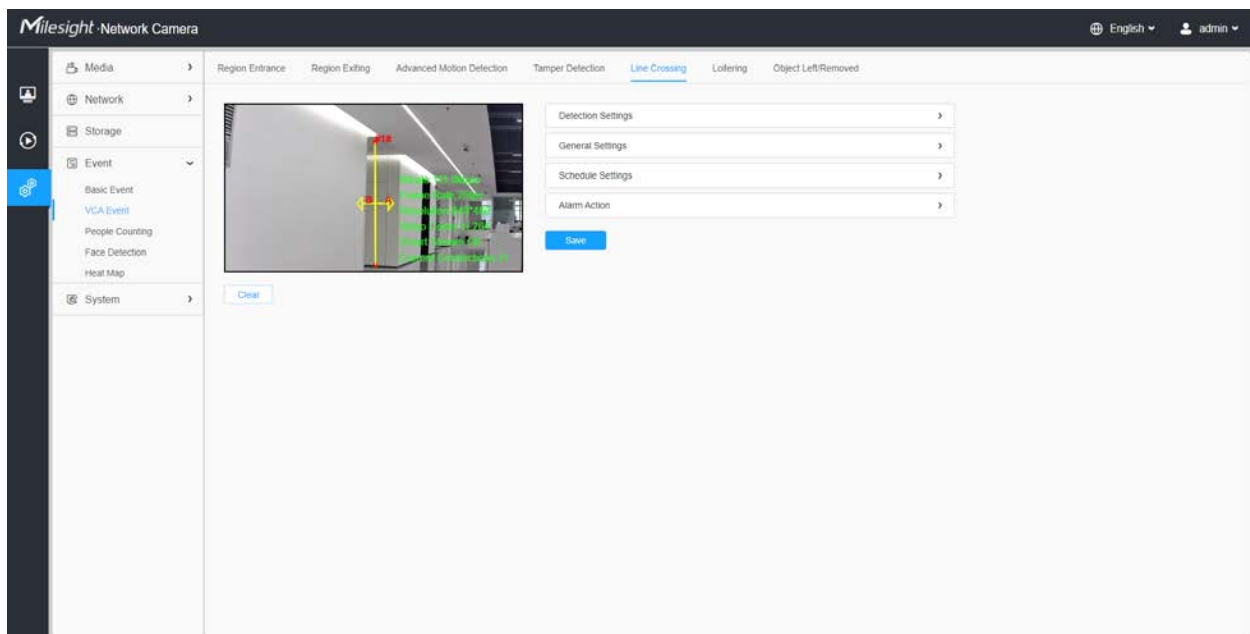 Milesight · Network Camera
English
admin
Media
Network
Storage
Event
Basic Event
VCA Event
People Counting
Face Detection
Heat Map
System
Region Entrance Region Exiting Advanced Motion Detection Tamper Detection Line Crossing Loitering Object Left/Removed
B A
Clear
Detection Settings
General Settings
Schedule Settings
Alarm Action
Save